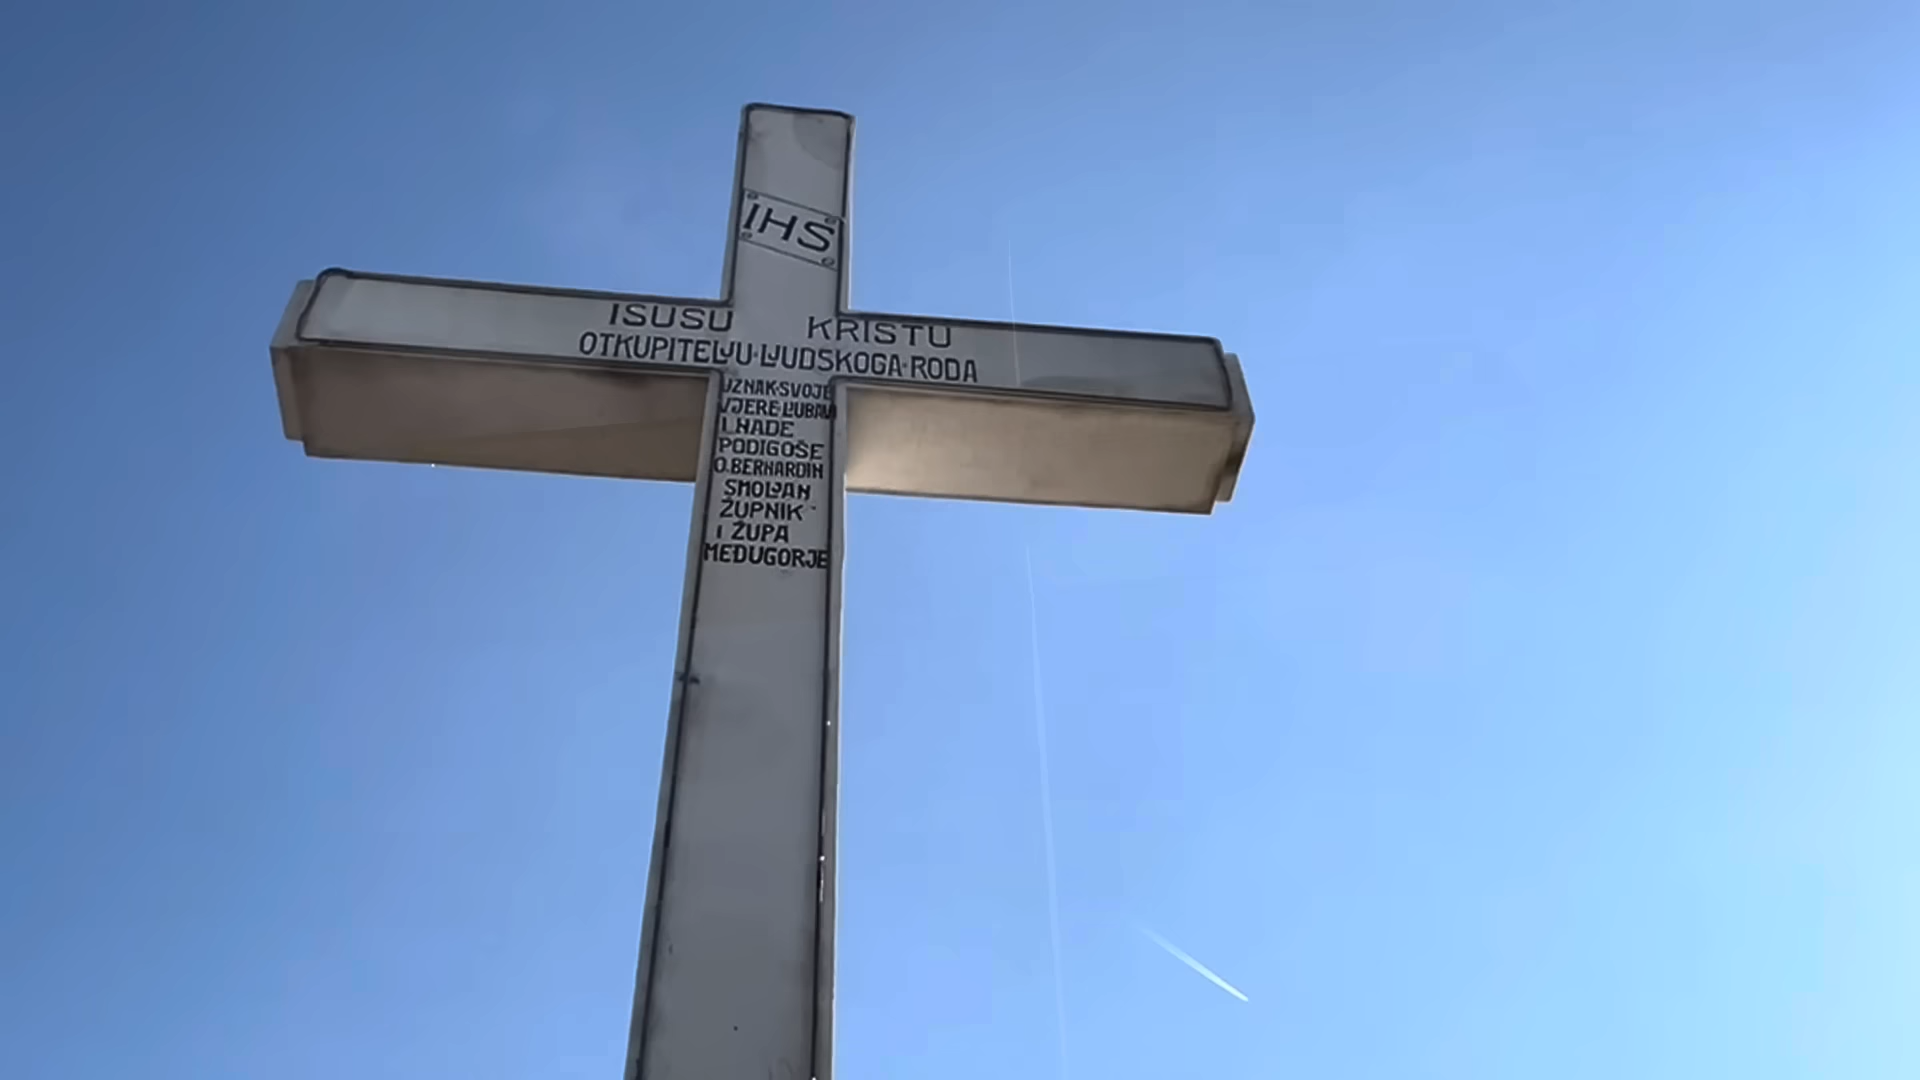 IHS
ISUSU KRISTU
OTKUPITELJU·LJUDSKOGA·RODA
UZNAK·SVOJE
VJERE·LJUBAVI
I.NADE
PODIGOŠE
O.BERNARDIN
SMOLJAN
ŽUPNIK
I ŽUPA
MEĐUGORJE